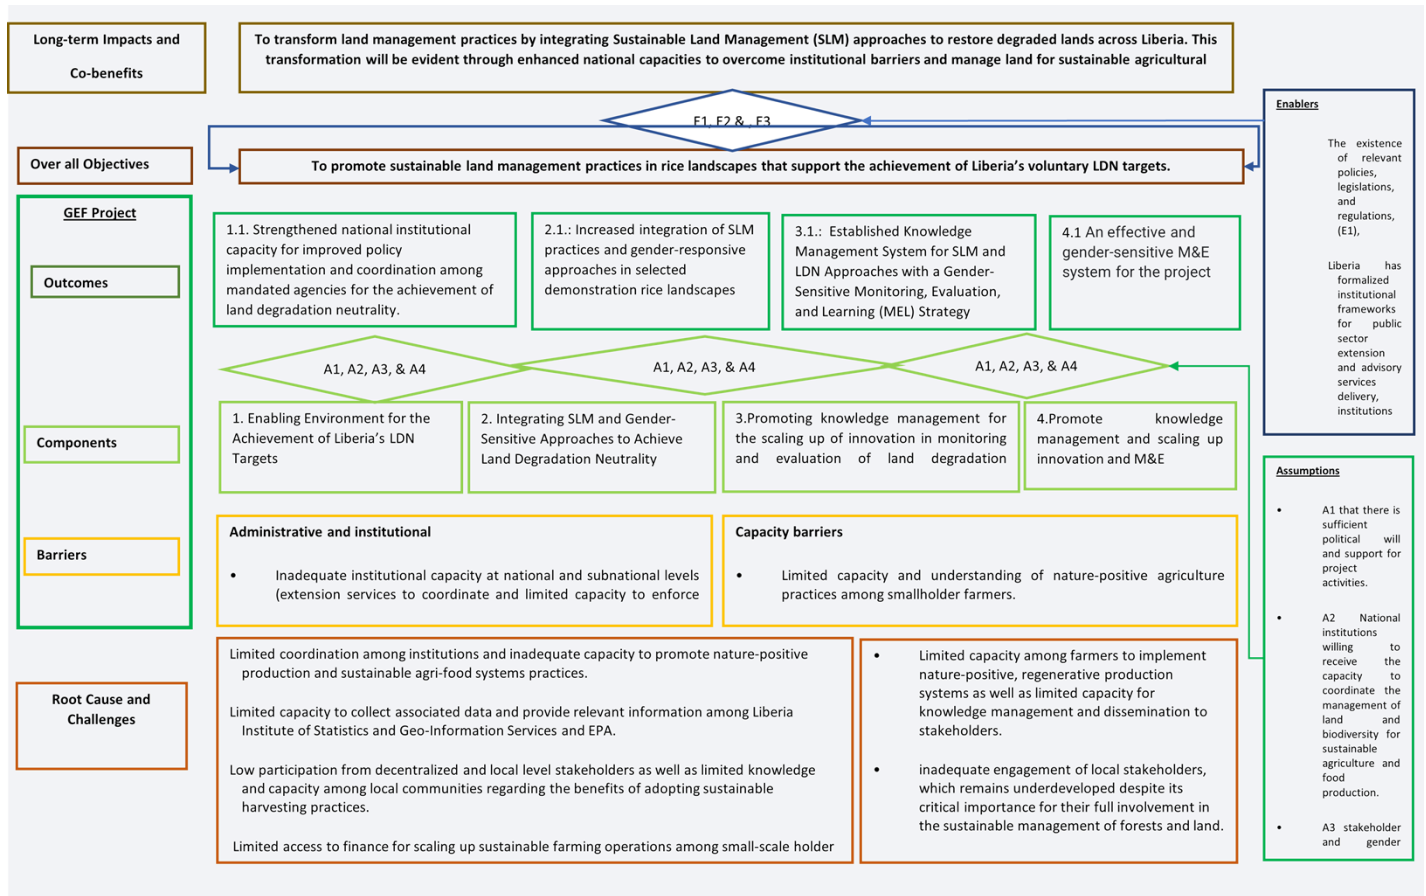 Long-term Impacts and
Co-benefits
To transform land management practices by integrating Sustainable Land Management (SLM) approaches to restore degraded lands across Liberia. This
transformation will be evident through enhanced national capacities to overcome institutional barriers and manage land for sustainable agricultural
E1, E2 & , E3
Over all Objectives
To promote sustainable land management practices in rice landscapes that support the achievement of Liberia's voluntary LDN targets.
GEF Project
Outcomes
1.1. Strengthened national institutional
capacity for improved policy
implementation and coordination among
mandated agencies for the achievement of
land degradation neutrality.
2.1.: Increased integration of SLM
practices and gender-responsive
approaches in selected
demonstration rice landscapes
3.1.: Established Knowledge
Management System for SLM and
LDN Approaches with a Gender-
Sensitive Monitoring, Evaluation,
and Learning (MEL) Strategy
4.1 An effective and
gender-sensitive M&E
system for the project
A1, A2, A3, & A4
A1, A2, A3, & A4
A1, A2, A3, & A4
Components
1. Enabling Environment for the
Achievement of Liberia's LDN
Targets
2. Integrating SLM and Gender-
Sensitive Approaches to Achieve
Land Degradation Neutrality
3.Promoting knowledge management for
the scaling up of innovation in monitoring
and evaluation of land degradation
4.Promote knowledge
management and scaling up
innovation and M&E
Barriers
Administrative and institutional
• Inadequate institutional capacity at national and subnational levels
(extension services to coordinate and limited capacity to enforce
Capacity barriers
• Limited capacity and understanding of nature-positive agriculture
practices among smallholder farmers.
Root Cause and
Challenges
Limited coordination among institutions and inadequate capacity to promote nature-positive
production and sustainable agri-food systems practices.
Limited capacity to collect associated data and provide relevant information among Liberia
Institute of Statistics and Geo-Information Services and EPA.
Low participation from decentralized and local level stakeholders as well as limited knowledge
and capacity among local communities regarding the benefits of adopting sustainable
harvesting practices.
Limited access to finance for scaling up sustainable farming operations among small-scale holder
• Limited capacity among farmers to implement
nature-positive, regenerative production
systems as well as limited capacity for
knowledge management and dissemination to
stakeholders.
• inadequate engagement of local stakeholders,
which remains underdeveloped despite its
critical importance for their full involvement in
the sustainable management of forests and land.
Enablers
The existence
of relevant
policies,
legislations,
and
regulations,
(E1),
Liberia has
formalized
institutional
frameworks
for public
sector
extension
and advisory
services
delivery,
institutions
Assumptions
• A1 that there is
sufficient
political will
and support for
project
activities.
• A2 National
institutions
willing to
receive the
capacity to
coordinate the
management of
land and
biodiversity for
sustainable
agriculture and
food
production.
• A3 stakeholder
and gender